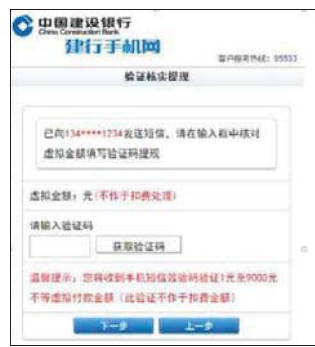 中国建设银行
China Construction Bank
建行手机网
客户服务热线：95533
验证核实提现
已向134****1234发送短信，请在输入框中核对
虚拟金额填写验证码提现
虚拟金额：元(不作于扣费处理)
请输入验证码
获取验证码
温馨提示：您将收到手机短信效验码验证1元至9000元
不等虚拟付款金额（此验证不作于扣费金额）
下一步 上一步